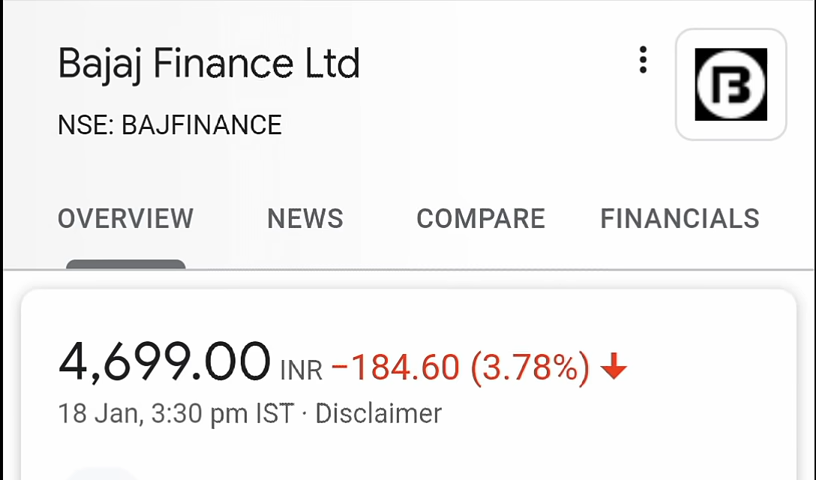 Bajaj Finance Ltd
NSE: BAJFINANCE
OVERVIEW NEWS COMPARE FINANCIALS
4,699.00 INR −184.60 (3.78%) ↓
18 Jan, 3:30 pm IST · Disclaimer